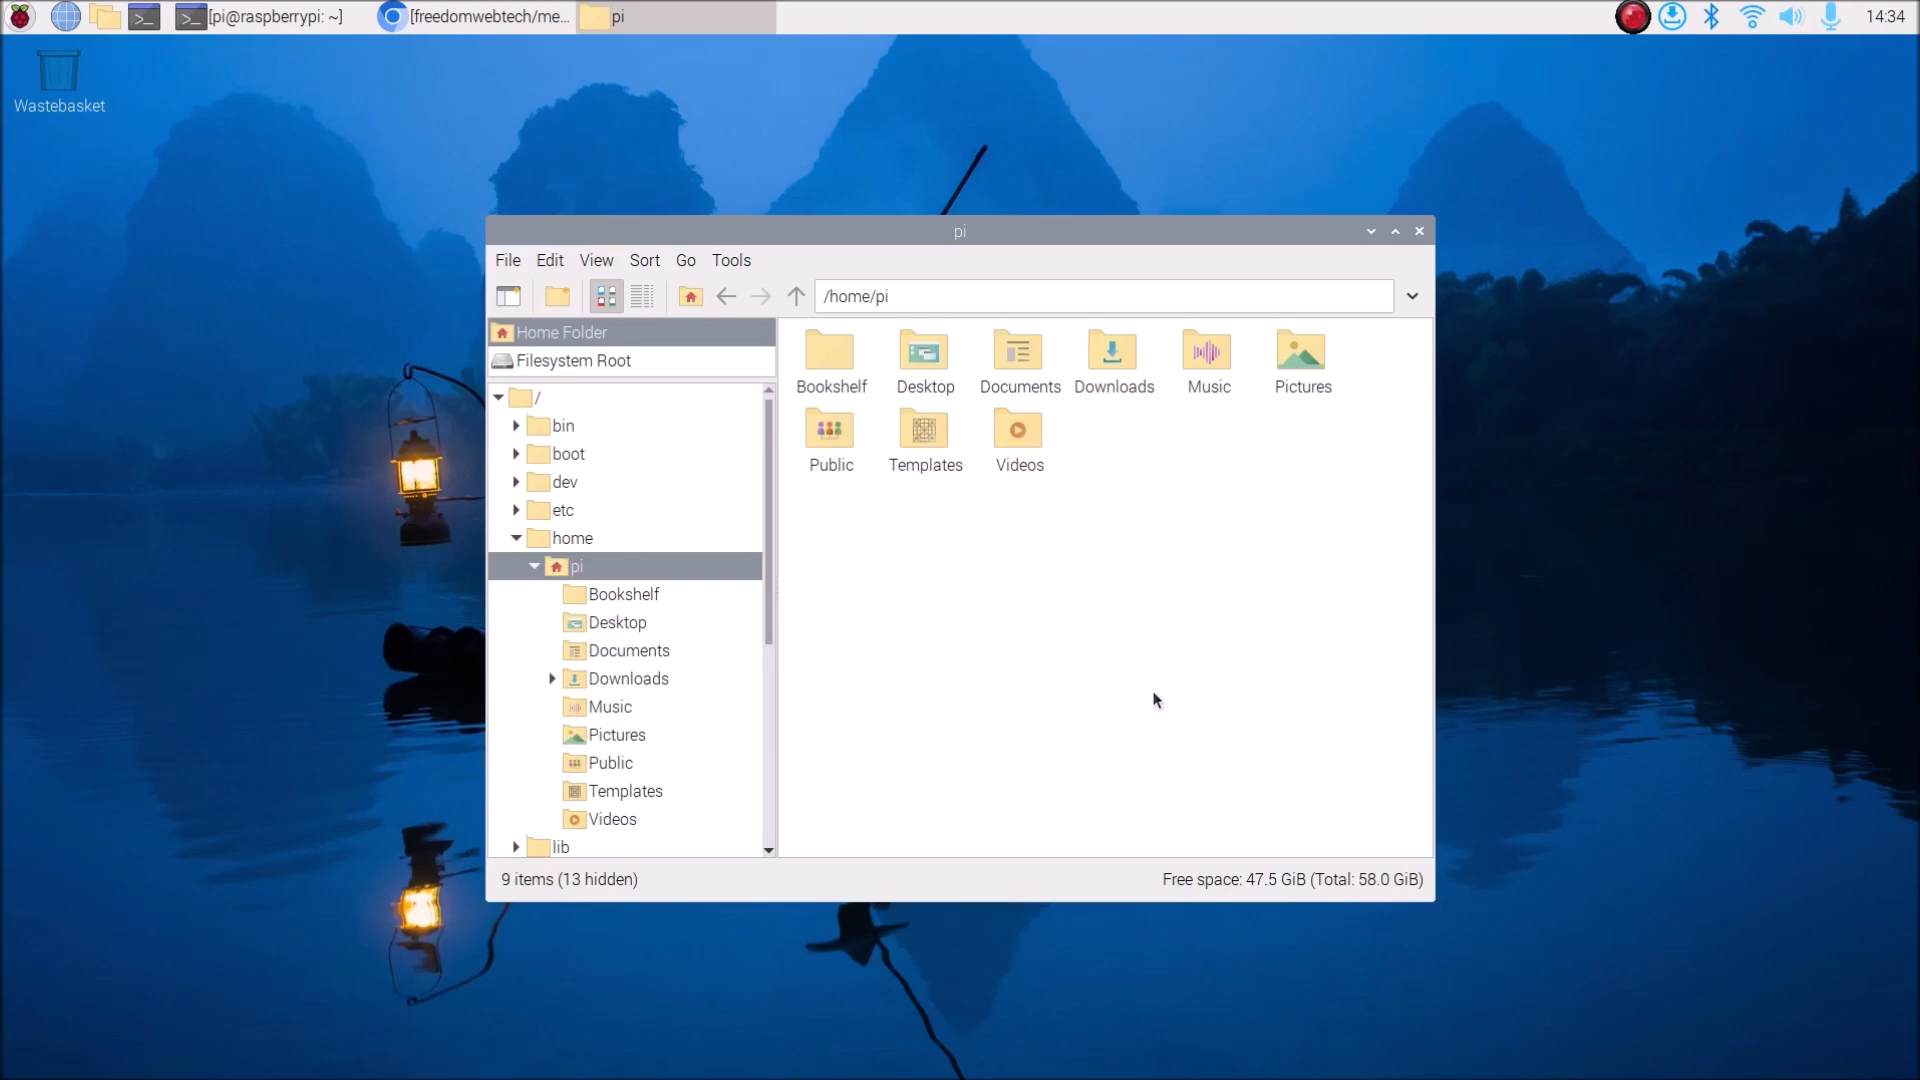 [pi@raspberrypi: ~]
[freedomwebtech/me...
pi
14:34
Wastebasket
pi
File Edit View Sort Go Tools
/home/pi
Home Folder
Filesystem Root
/
bin
boot
dev
etc
home
pi
Bookshelf
Desktop
Documents
Downloads
Music
Pictures
Public
Templates
Videos
lib
Bookshelf Desktop Documents Downloads Music Pictures
Public Templates Videos
9 items (13 hidden)
Free space: 47.5 GiB (Total: 58.0 GiB)